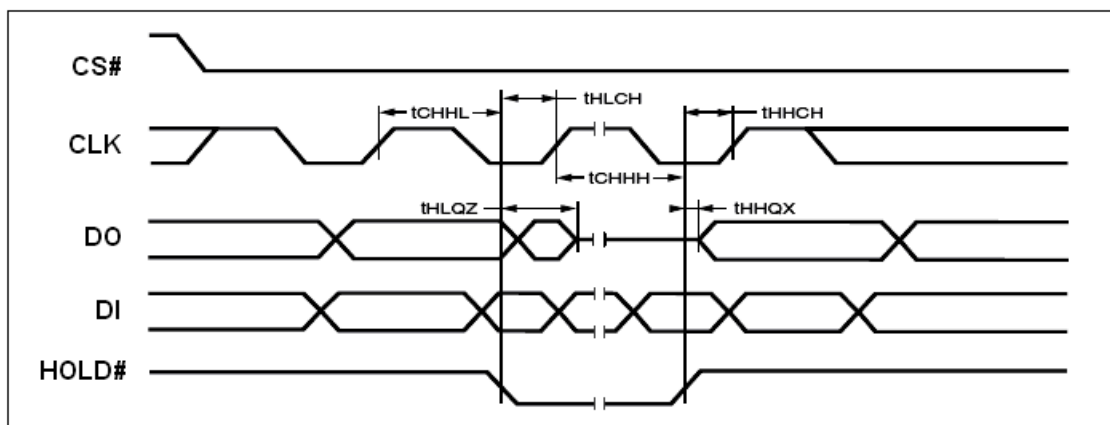 CS#
tHLCH
tCHHL
tHHCH
CLK
tCHHH
tHLQZ
tHHQX
DO
DI
HOLD#